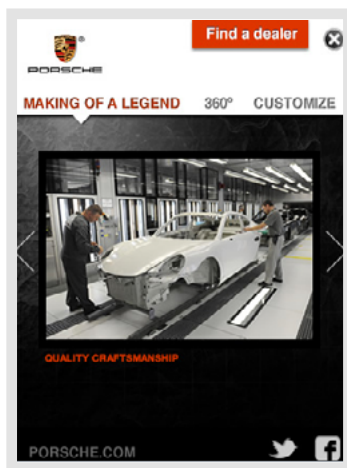 Find a dealer
PORSCHE
MAKING OF A LEGEND 360° CUSTOMIZE
QUALITY CRAFTSMANSHIP
PORSCHE.COM